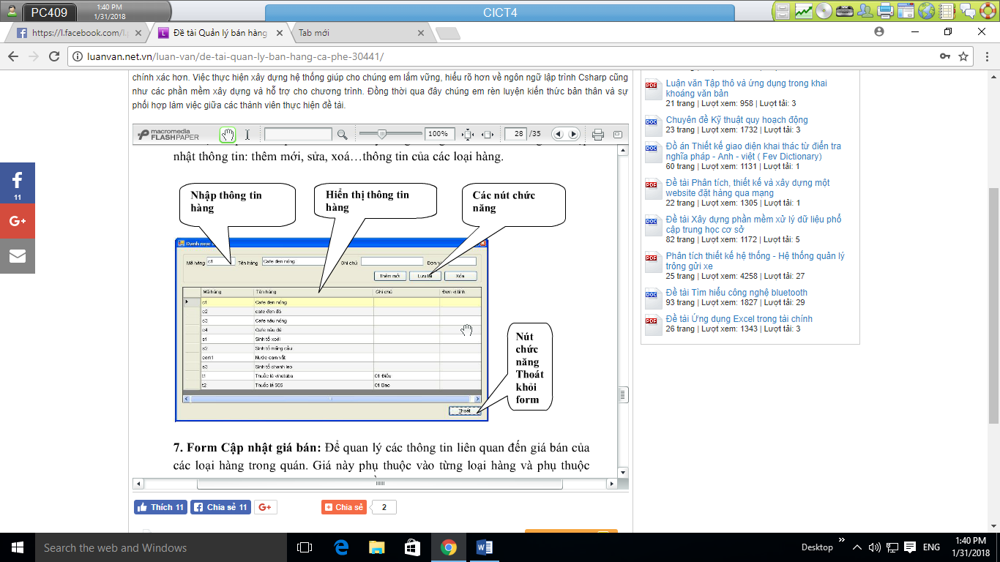 PC409
1:40 PM
1/31/2018
CICT4
https://l.facebook.com/l.
Đề tài Quản lý bán hàng
Tab mới
luanvan.net.vn/luan-van/de-tai-quan-ly-ban-hang-ca-phe-30441/
chính xác hơn. Việc thực hiện xây dựng hệ thống giúp cho chúng em lắm vững, hiểu rõ hơn về ngôn ngữ lập trình Csharp cũng
như các phần mềm xây dựng và hỗ trợ cho chương trình. Đồng thời qua đây chúng em rèn luyện kiến thức bản thân và sự
phối hợp làm việc giữa các thành viên thực hiện đề tài.
macromedia
FLASHPAPER
100%
28 /35
nhật thông tin: thêm mới, sửa, xoá…thông tin của các loại hàng.
Nhập thông tin
hàng
Hiển thị thông tin
hàng
Các nút chức
năng
Danh mục
Mã hàng c1 Tên hàng Cafe đen nóng Ghi chú Đơn vị
Thêm mới Lưu lại Xóa
Mã hàng Tên hàng Ghi chú Đơn vị tính
c1 Cafe đen nóng
c2 cafe đen đá
c3 Cafe nâu nóng
c4 Cafe nâu đá
s1 Sinh tố xoài
s2 Sinh tố mãng cầu
cam1 Nước cam vắt
s3 Sinh tố chanh leo
t1 Thuốc lá vinataba 01 Điếu
t2 Thuốc lá 555 01 Bao
Thoát
Nút
chức
năng
Thoát
khỏi
form
7. Form Cập nhật giá bán: Để quan lý các thông tin liên quan đến giá bán của
các loại hàng trong quán. Giá này phụ thuộc vào từng loại hàng và phụ thuộc
Thích 11
Chia sẻ 11
G+
Chia sẻ
2
f
11
G+
Luận văn Tập thô và ứng dụng trong khai
khoáng văn bản
21 trang | Lượt xem: 958 | Lượt tải: 3
Chuyên đề Kỹ thuật quy hoạch động
23 trang | Lượt xem: 1732 | Lượt tải: 3
Đồ án Thiết kế giao diện khai thác từ điển tra
nghĩa pháp - Anh - việt ( Fev Dictionary)
60 trang | Lượt xem: 1131 | Lượt tải: 1
Đề tài Phân tích, thiết kế và xây dựng một
website đặt hàng qua mạng
22 trang | Lượt xem: 1305 | Lượt tải: 1
Đề tài Xây dựng phần mềm xử lý dữ liệu phổ
cập trung học cơ sở
82 trang | Lượt xem: 1172 | Lượt tải: 5
Phân tích thiết kế hệ thống - Hệ thống quản lý
trông gửi xe
25 trang | Lượt xem: 4258 | Lượt tải: 27
Đề tài Tìm hiểu công nghệ bluetooth
93 trang | Lượt xem: 1827 | Lượt tải: 29
Đề tài Ứng dụng Excel trong tài chính
26 trang | Lượt xem: 1343 | Lượt tải: 3
PDF
DOC
DOC
PDF
DOC
PDF
DOC
PDF
Search the web and Windows
Desktop
ENG
1:40 PM
1/31/2018